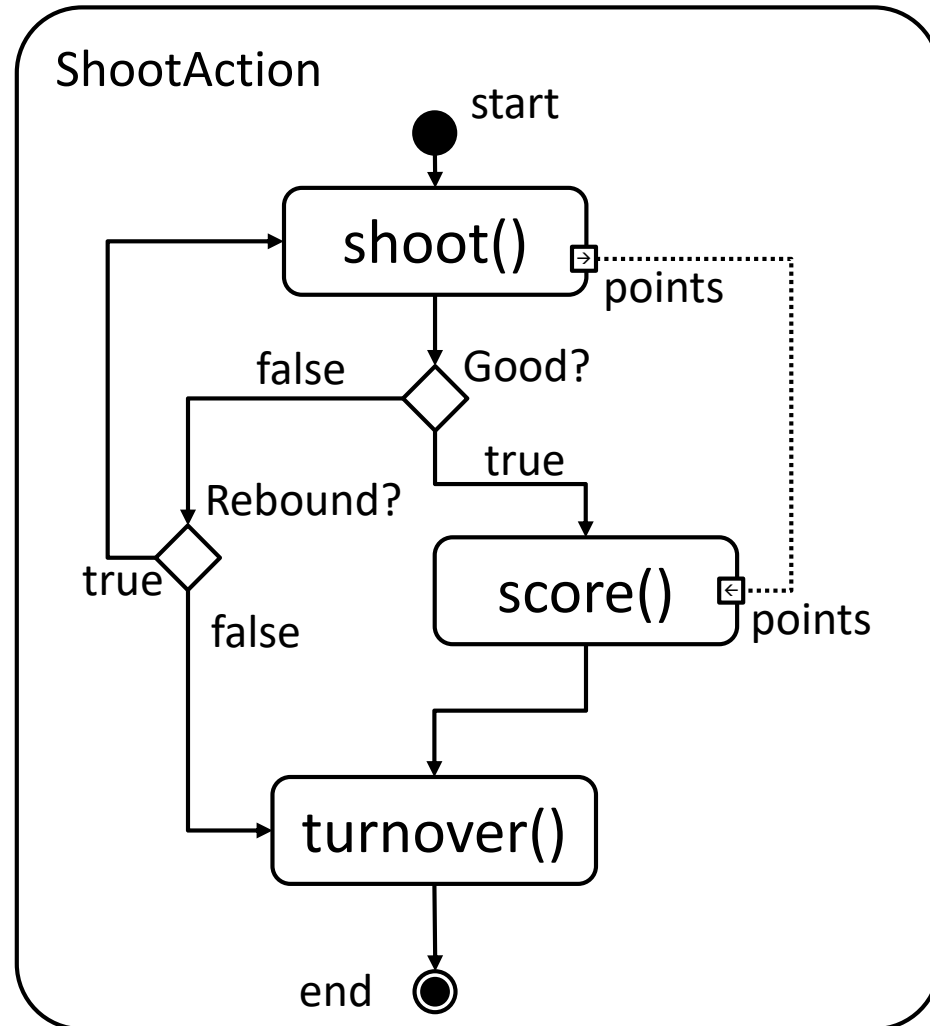 ShootAction
start
shoot()
points
false
Good?
true
Rebound?
true
score()
points
false
turnover()
end